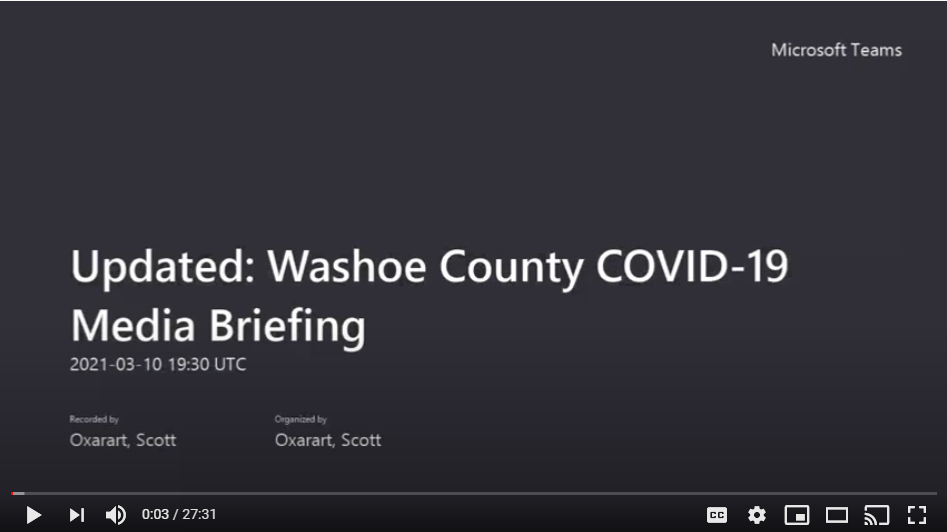 Microsoft Teams
Updated: Washoe County COVID-19
Media Briefing
2021-03-10 19:30 UTC
Recorded by
Organized by
Oxarart, Scott
Oxarart, Scott
0:03 / 27:31
CC